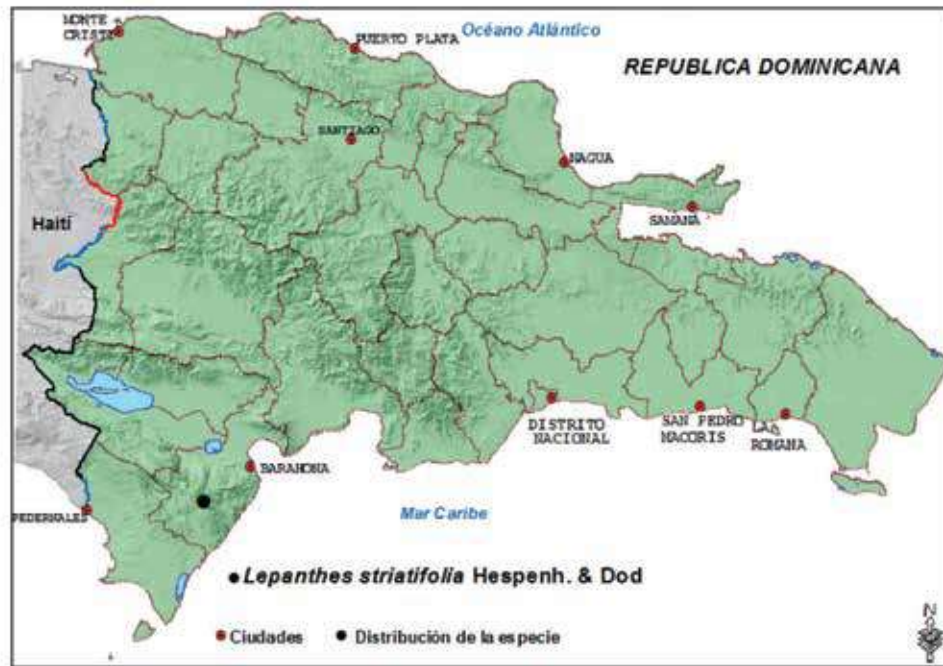 MONTE
CRISTI
PUERTO PLATA
Océano Atlántico
REPUBLICA DOMINICANA
SANTIAGO
NAGUA
SAMANA
Haití
DISTRITO
NACIONAL
SAN PEDRO
MACORIS
LA
ROMANA
BARAHONA
PEDERNALES
Mar Caribe
Lepanthes striatifolia Hespenh. & Dod
Ciudades
Distribución de la especie
N